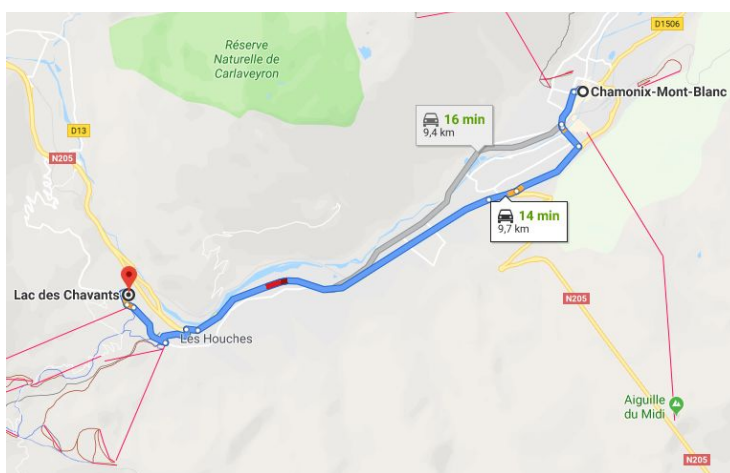 D1506
Réserve
Naturelle de
Carlaveyron
Chamonix-Mont-Blanc
16 min
9,4 km
D13
N205
14 min
9,7 km
Lac des Chavants
N205
Les Houches
Aiguille
du Midi
N205